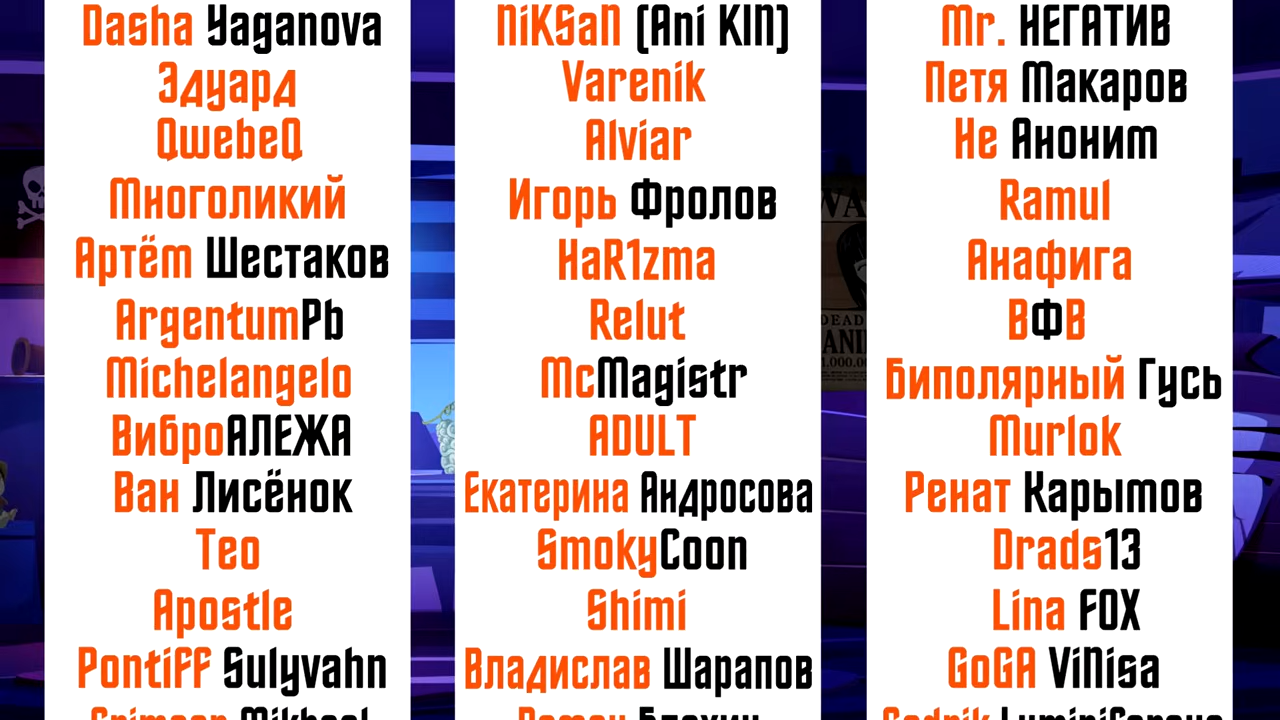 Dasha Yaganova
Эдуард
QwebeQ
Многоликий
Артём Шестаков
ArgentumPb
Michelangelo
ВиброАЛЕЖА
Ван Лисёнок
Тео
Apostle
Pontiff Sulyvahn
NiKSaN (Ani KIN)
Varenik
Alviar
Игорь Фролов
HaR1zma
Relut
McMagistr
ADULT
Екатерина Андросова
SmokyCoon
Shimi
Владислав Шарапов
Mr. НЕГАТИВ
Петя Макаров
Не Аноним
Ramul
Анафига
ВФВ
Биполярный Гусь
Murlok
Ренат Карымов
Drads13
Lina FOX
GoGA ViNisa